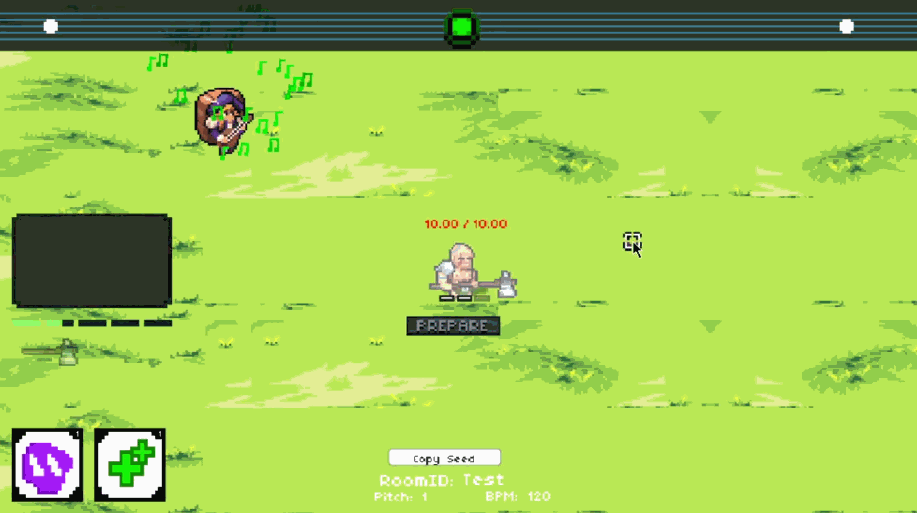 10.00 / 10.00
PREPARE
Copy Seed
RoomID: Test
Pitch: 1 BPM: 120